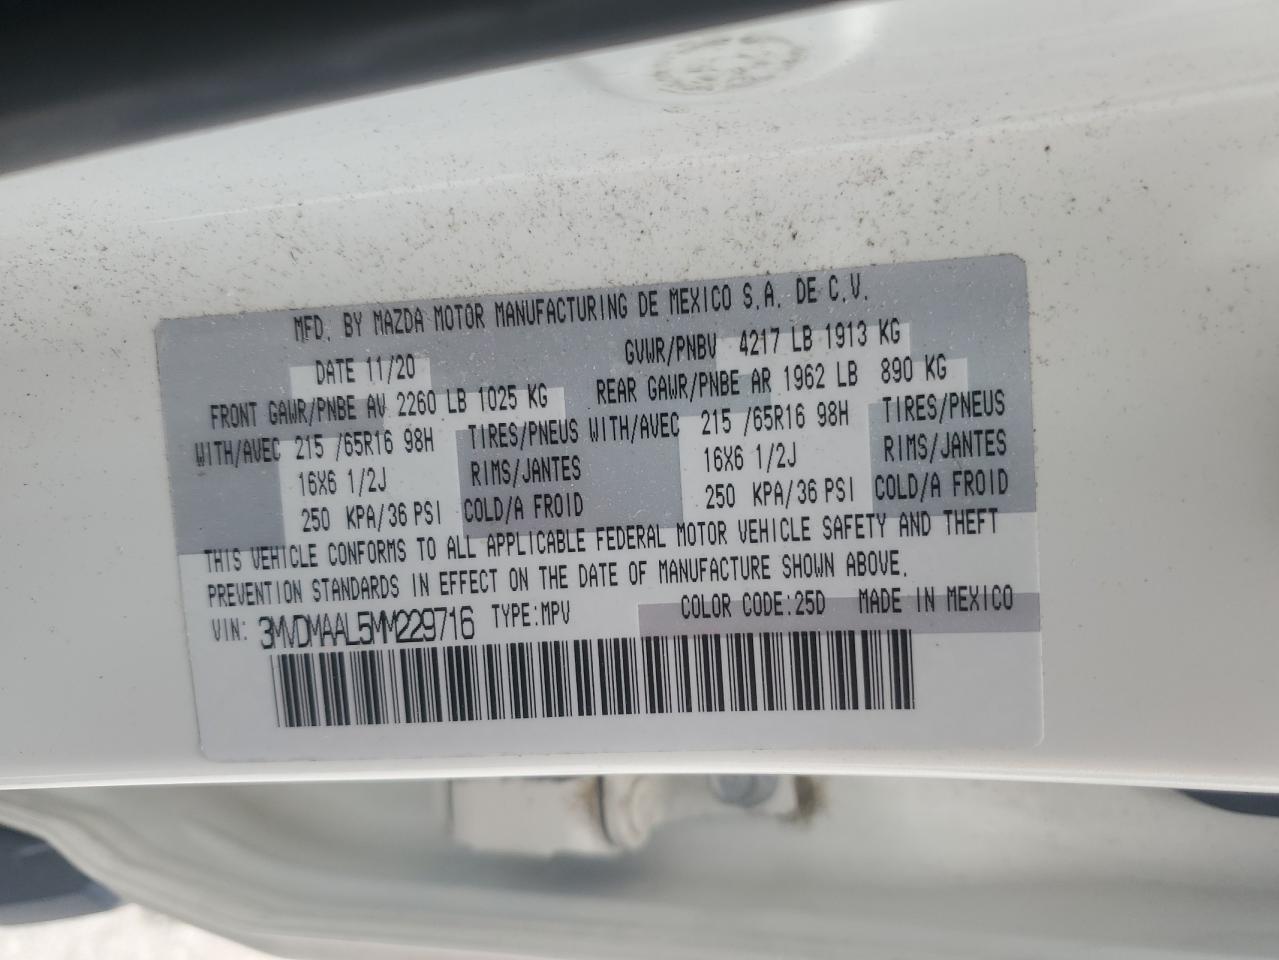 MFD. BY MAZDA MOTOR MANUFACTURING DE MEXICO S.A. DE C.V.
DATE 11/20 GVWR/PNBV 4217 LB 1913 KG
FRONT GAWR/PNBE AV 2260 LB 1025 KG REAR GAWR/PNBE AR 1962 LB 890 KG
WITH/AVEC 215 /65R16 98H TIRES/PNEUS WITH/AVEC 215 /65R16 98H TIRES/PNEUS
16X6 1/2J RIMS/JANTES 16X6 1/2J RIMS/JANTES
250 KPA/36 PSI COLD/A FROID 250 KPA/36 PSI COLD/A FROID
THIS VEHICLE CONFORMS TO ALL APPLICABLE FEDERAL MOTOR VEHICLE SAFETY AND THEFT
PREVENTION STANDARDS IN EFFECT ON THE DATE OF MANUFACTURE SHOWN ABOVE.
VIN: 3MVDMAAL5MM229716 TYPE:MPV COLOR CODE:25D MADE IN MEXICO